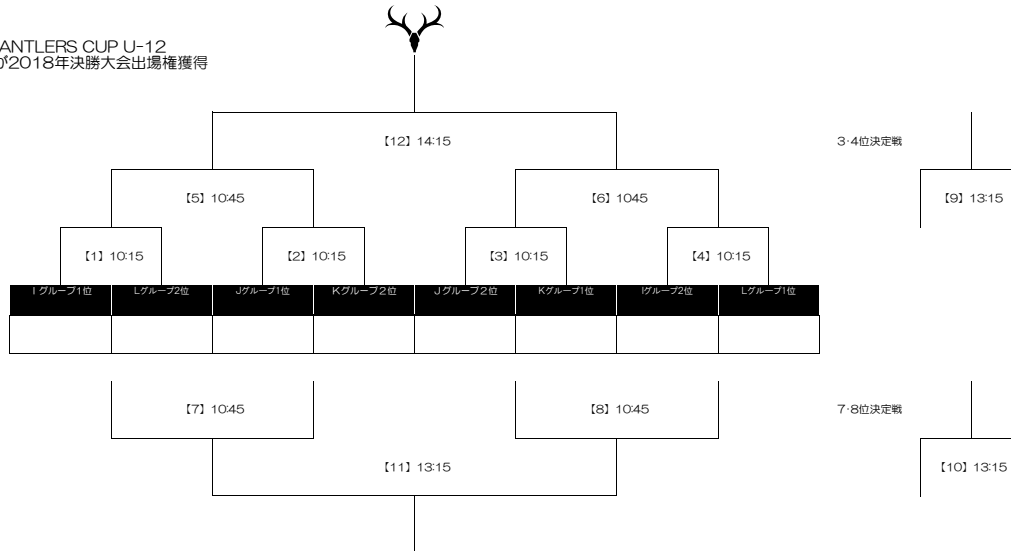 ANTLERS CUP U-12
が2018年決勝大会出場権獲得
【12】14:15
3・4位決定戦
【5】10:45
【6】1045
【9】13:15
【1】10:15
【2】10:15
【3】10:15
【4】10:15
Iグループ1位
Lグループ2位
Jグループ1位
Kグループ2位
Jグループ2位
Kグループ1位
Iグループ2位
Lグループ1位
【7】10:45
【8】10:45
7・8位決定戦
【11】13:15
【10】13:15